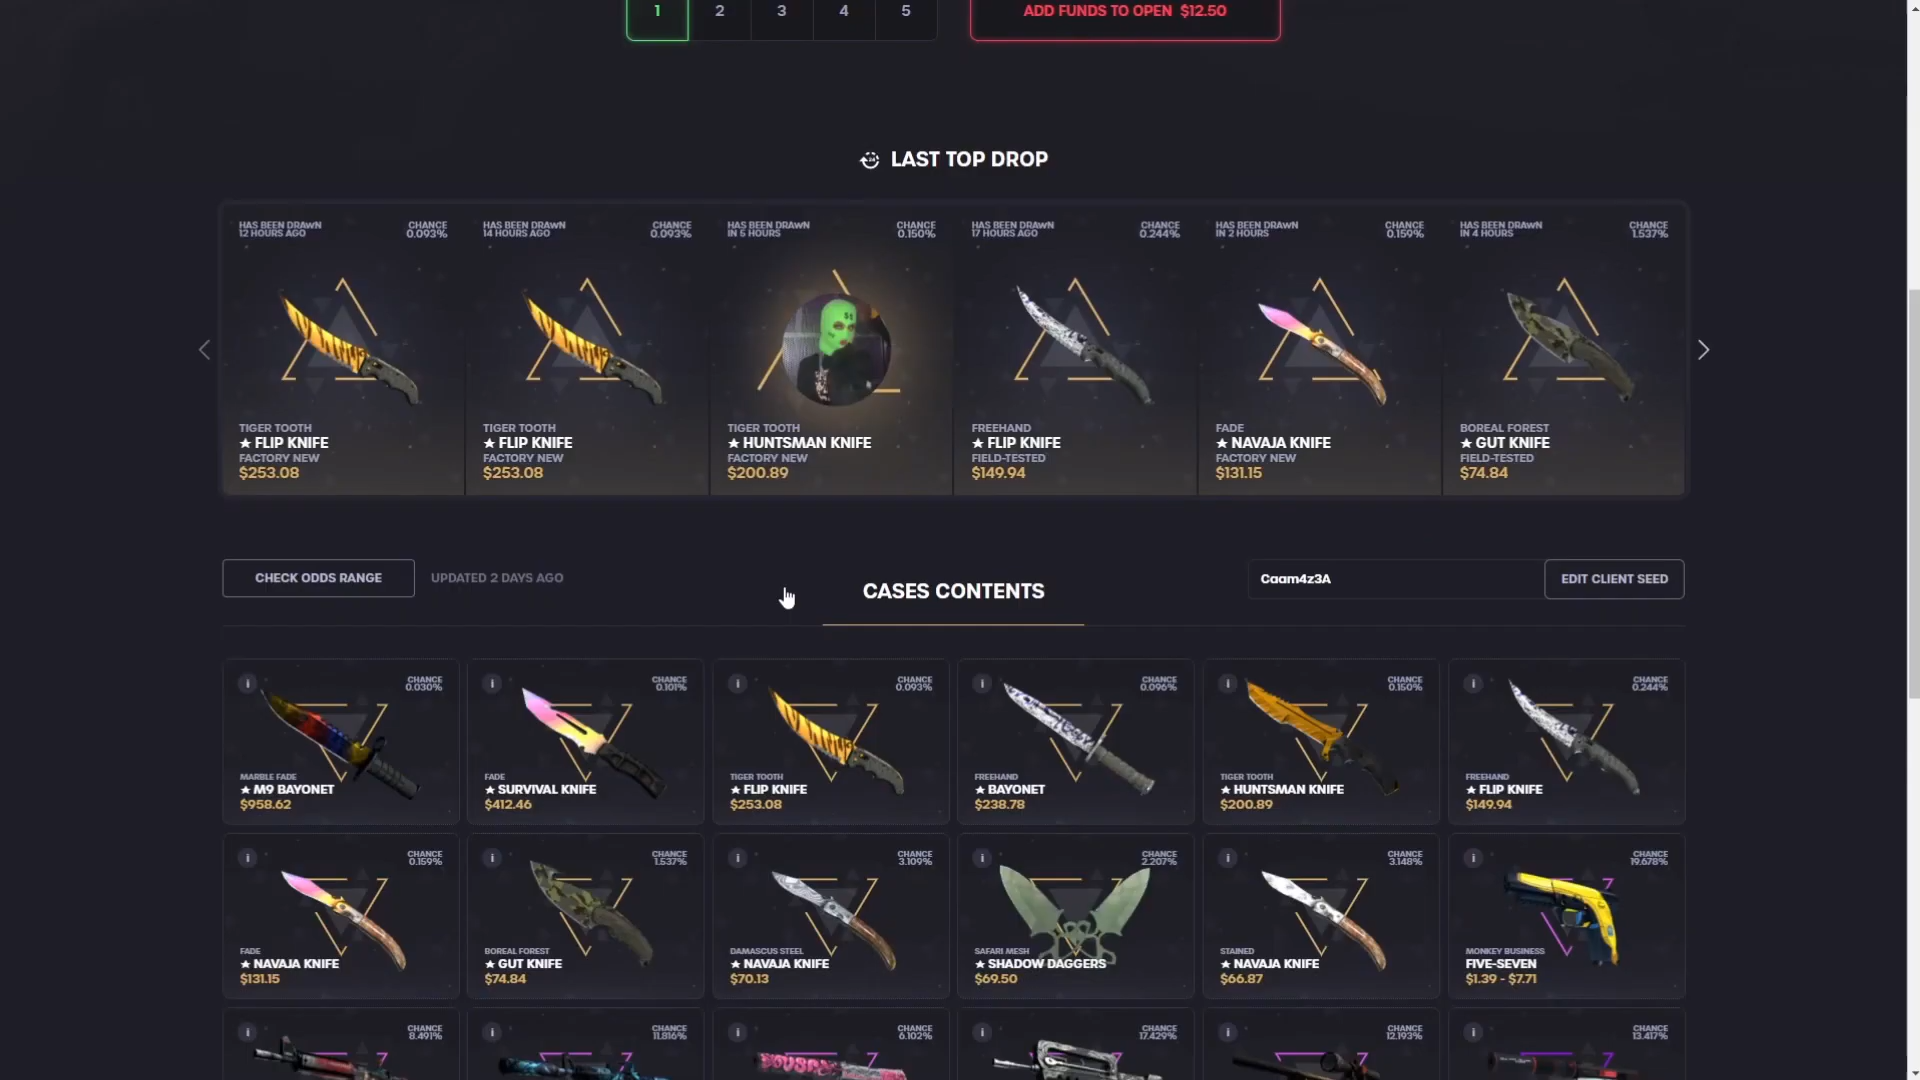 1 2 3 4 5 ADD FUNDS TO OPEN $12.50
LAST TOP DROP
HAS BEEN DRAWN
12 HOURS AGO
CHANCE
0.093%
TIGER TOOTH
★ FLIP KNIFE
FACTORY NEW
$253.08
HAS BEEN DRAWN
14 HOURS AGO
CHANCE
0.093%
TIGER TOOTH
★ FLIP KNIFE
FACTORY NEW
$253.08
HAS BEEN DRAWN
IN 5 HOURS
CHANCE
0.150%
TIGER TOOTH
★ HUNTSMAN KNIFE
FACTORY NEW
$200.89
HAS BEEN DRAWN
17 HOURS AGO
CHANCE
0.244%
FREEHAND
★ FLIP KNIFE
FIELD-TESTED
$149.94
HAS BEEN DRAWN
IN 2 HOURS
CHANCE
0.159%
FADE
★ NAVAJA KNIFE
FACTORY NEW
$131.15
HAS BEEN DRAWN
IN 4 HOURS
CHANCE
1.537%
BOREAL FOREST
★ GUT KNIFE
FIELD-TESTED
$74.84
CHECK ODDS RANGE UPDATED 2 DAYS AGO
CASES CONTENTS
Caam4z3A EDIT CLIENT SEED
CHANCE
0.030%
MARBLE FADE
★ M9 BAYONET
$958.62
CHANCE
0.101%
FADE
★ SURVIVAL KNIFE
$412.46
CHANCE
0.093%
TIGER TOOTH
★ FLIP KNIFE
$253.08
CHANCE
0.096%
FREEHAND
★ BAYONET
$238.78
CHANCE
0.150%
TIGER TOOTH
★ HUNTSMAN KNIFE
$200.89
CHANCE
0.244%
FREEHAND
★ FLIP KNIFE
$149.94
CHANCE
0.159%
FADE
★ NAVAJA KNIFE
$131.15
CHANCE
1.537%
BOREAL FOREST
★ GUT KNIFE
$74.84
CHANCE
3.109%
DAMASCUS STEEL
★ NAVAJA KNIFE
$70.13
CHANCE
2.207%
SAFARI MESH
★ SHADOW DAGGERS
$69.50
CHANCE
3.148%
STAINED
★ NAVAJA KNIFE
$66.87
CHANCE
19.678%
MONKEY BUSINESS
FIVE-SEVEN
$1.39 - $7.71
CHANCE
8.491%
CHANCE
11.816%
CHANCE
6.102%
CHANCE
17.429%
CHANCE
12.193%
CHANCE
13.417%